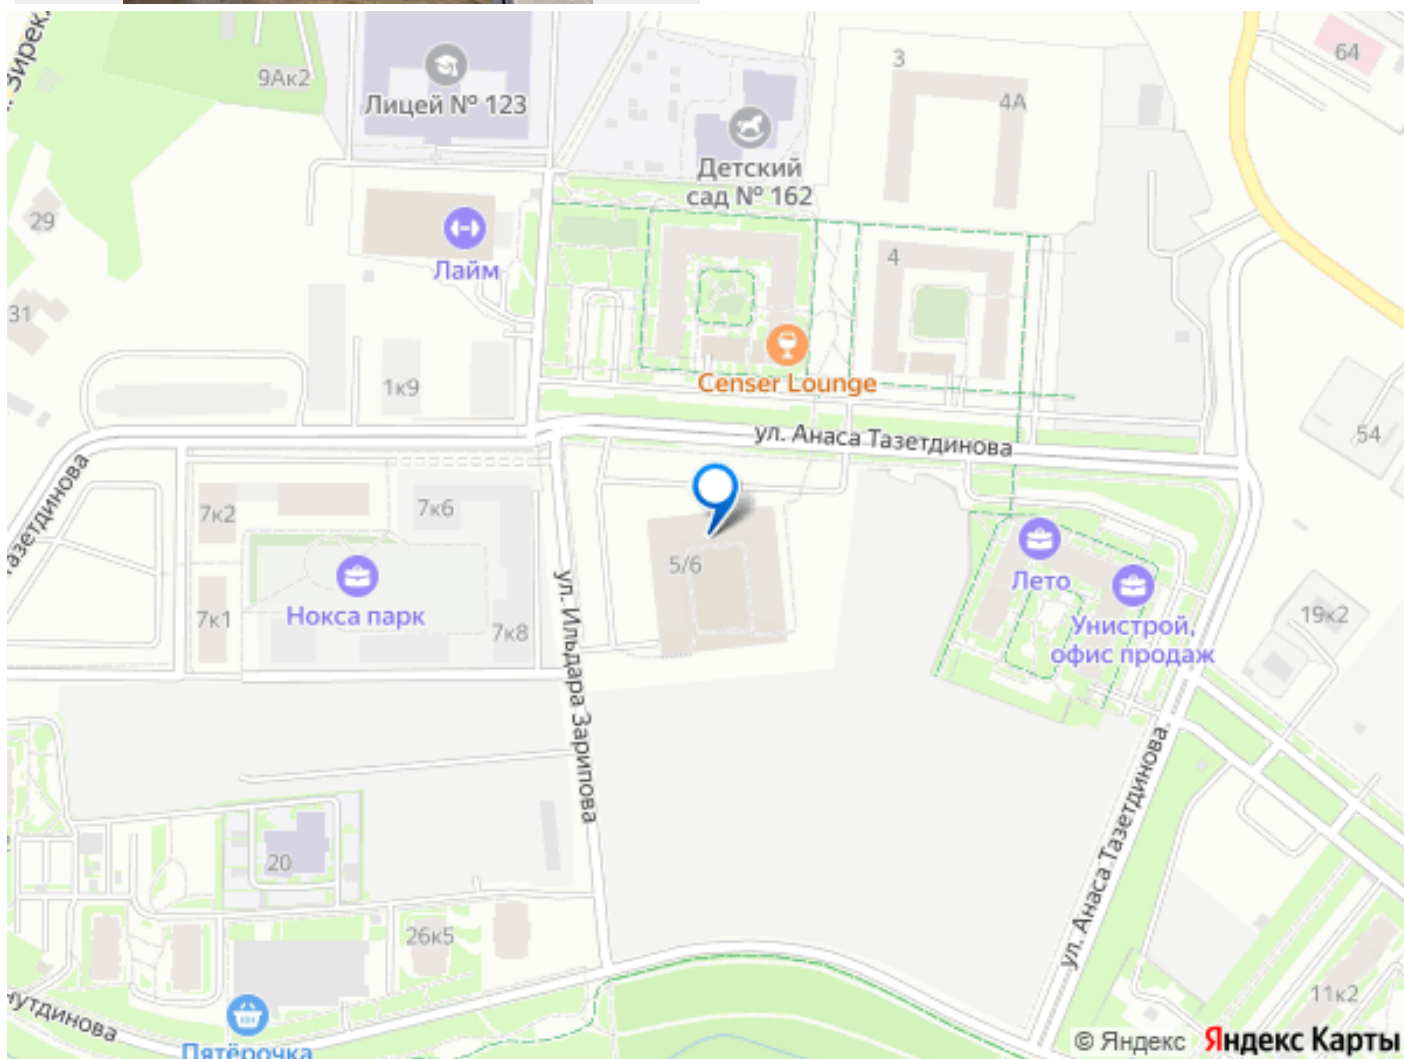 . Зирек.
9Ак2
Лицей № 123
3
4А
64
Детский
сад № 162
29
Лайм
4
31
Censer Lounge
1к9
ул. Анаса Тазетдинова
54
Тазетдинова
7к2
7к6
5/6
Лето
Нокса парк
7к1
7к8
Унистрой,
офис продаж
19к2
ул. Ильдара Зарипова
ул. Анаса Тазетдинова
20
26к5
11к2
нутдинова
Пятёрочка
© Яндекс Яндекс Карты